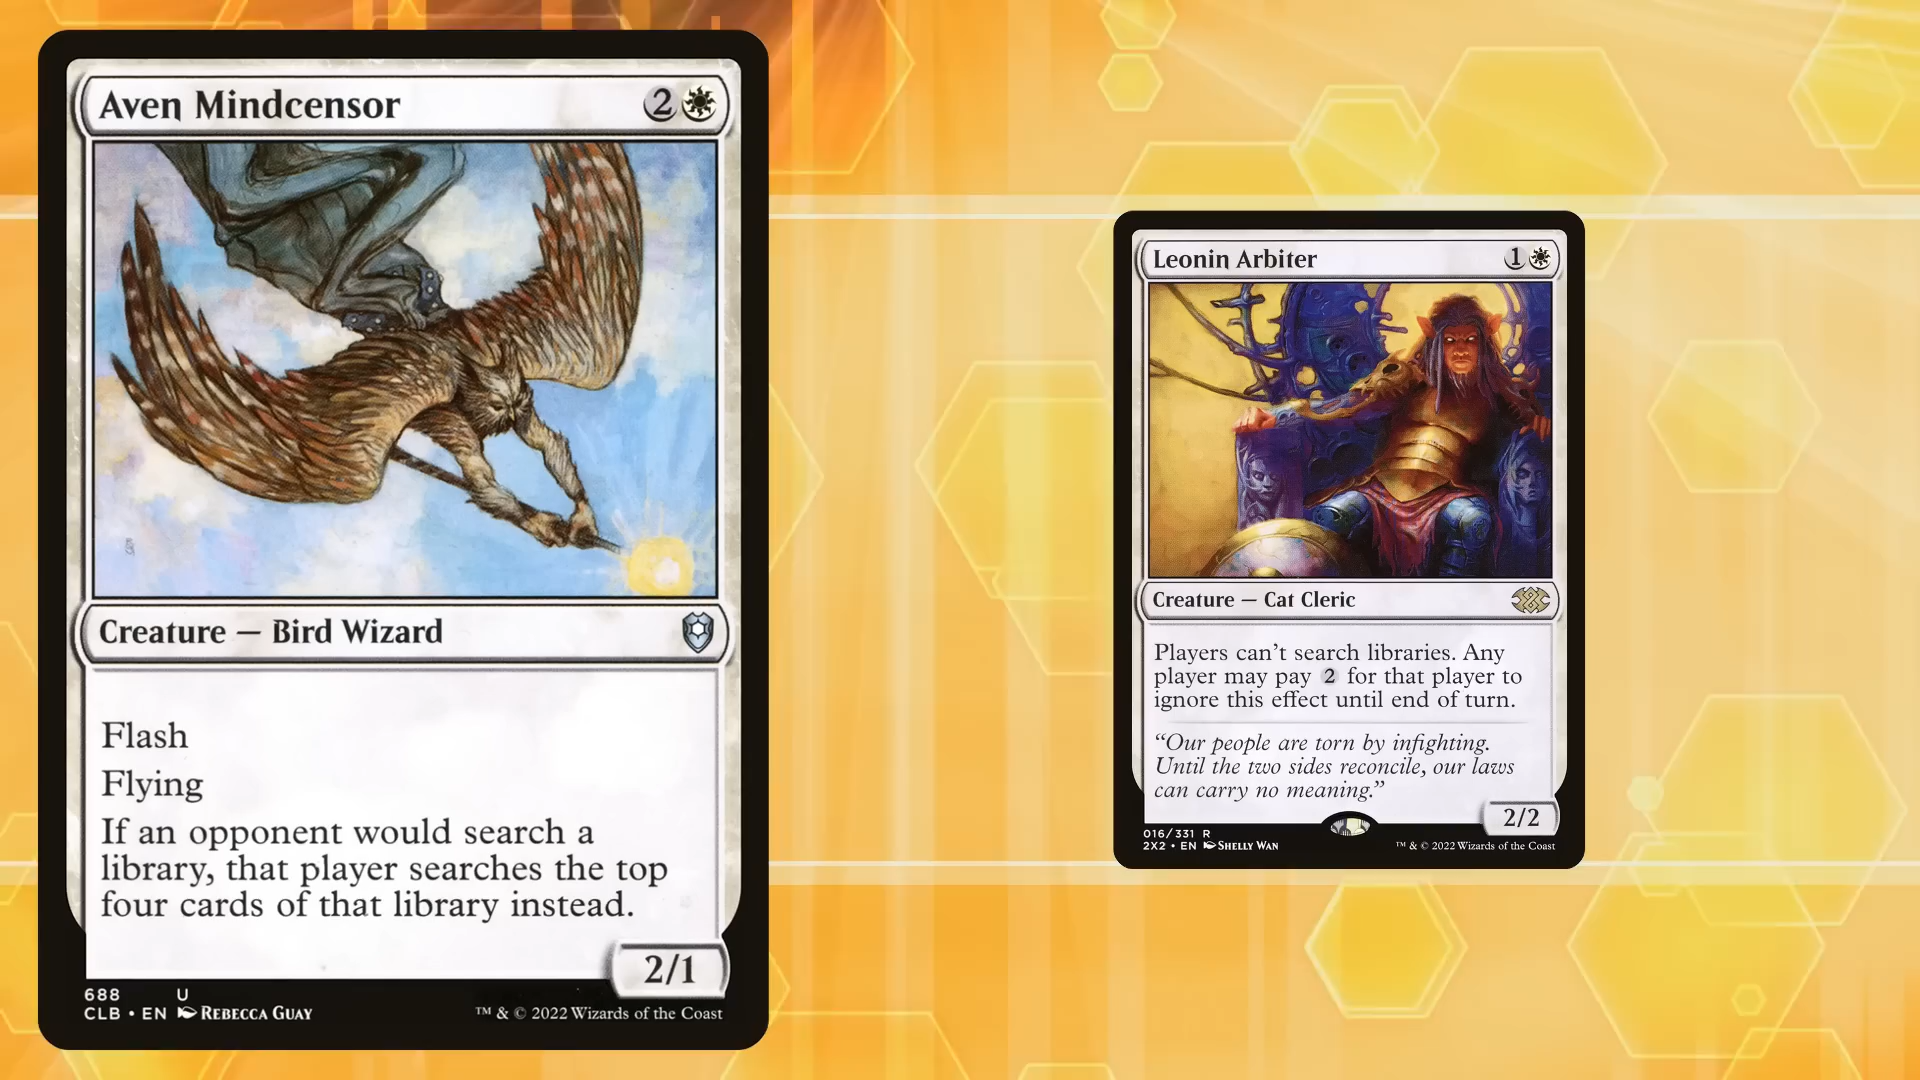 Aven Mindcensor 2
Creature — Bird Wizard
Flash
Flying
If an opponent would search a
library, that player searches the top
four cards of that library instead.
2/1
688 U
CLB • EN Rebecca Guay ™ & © 2022 Wizards of the Coast
Leonin Arbiter 1
Creature — Cat Cleric
Players can't search libraries. Any
player may pay 2 for that player to
ignore this effect until end of turn.
“Our people are torn by infighting.
Until the two sides reconcile, our laws
can carry no meaning.”
2/2
016/331 R
2X2 • EN Shelly Wan ™ & © 2022 Wizards of the Coast